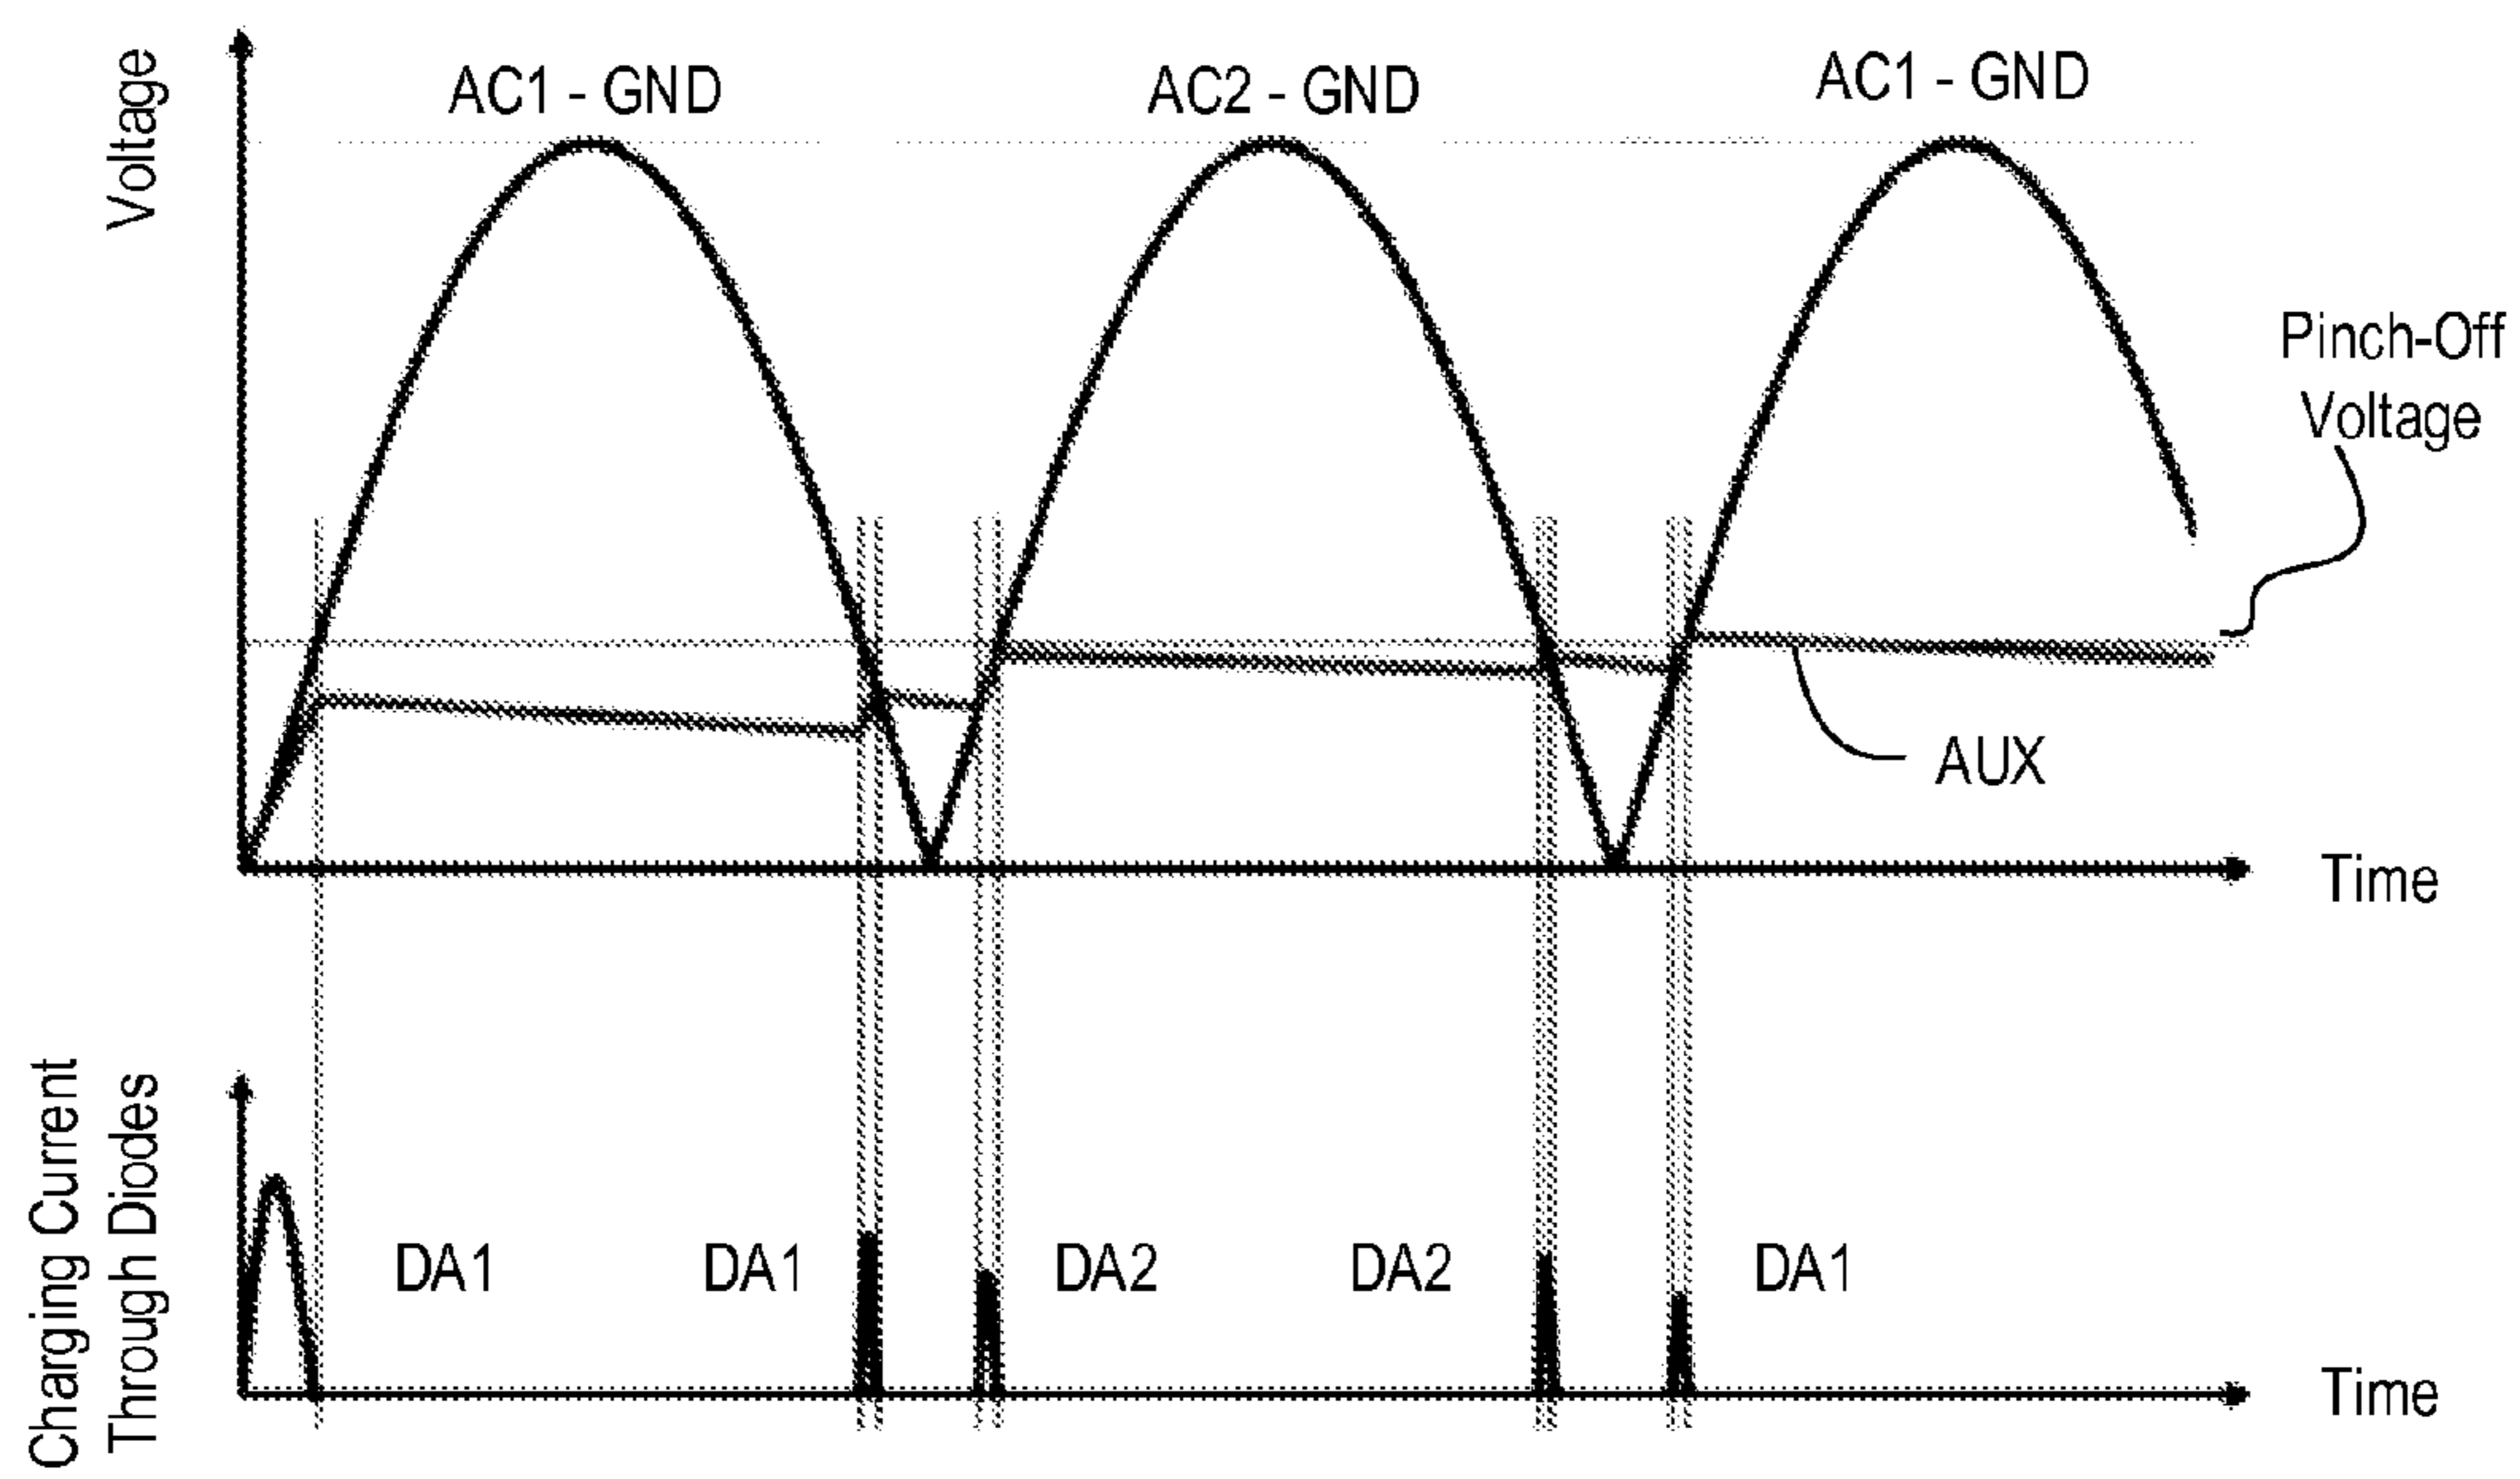 Voltage
AC1 - GND
AC2 - GND
AC1 - GND
Pinch-Off
Voltage
AUX
Time
Charging Current
Through Diodes
DA1
DA1
DA2
DA2
DA1
Time